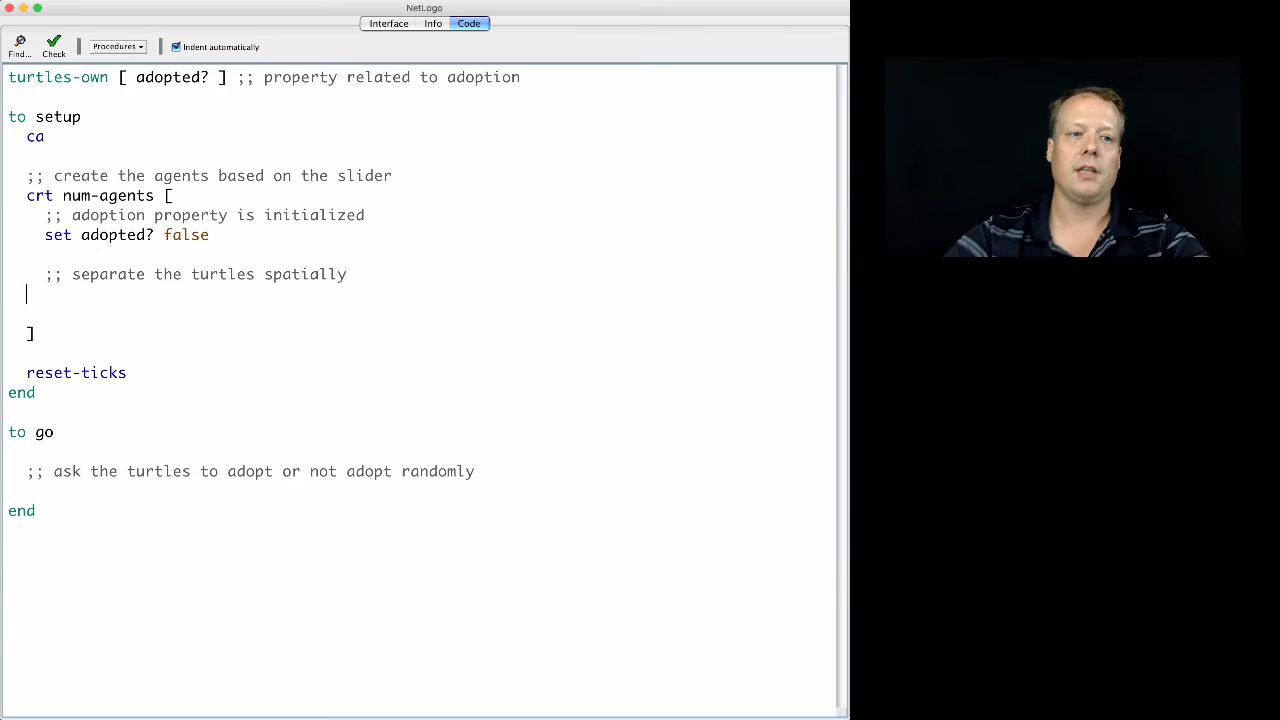 NetLogo
Interface Info Code
Find... Check Procedures Indent automatically
turtles-own [ adopted? ] ;; property related to adoption
to setup
ca
;; create the agents based on the slider
crt num-agents [
;; adoption property is initialized
set adopted? false
;; separate the turtles spatially
]
reset-ticks
end
to go
;; ask the turtles to adopt or not adopt randomly
end